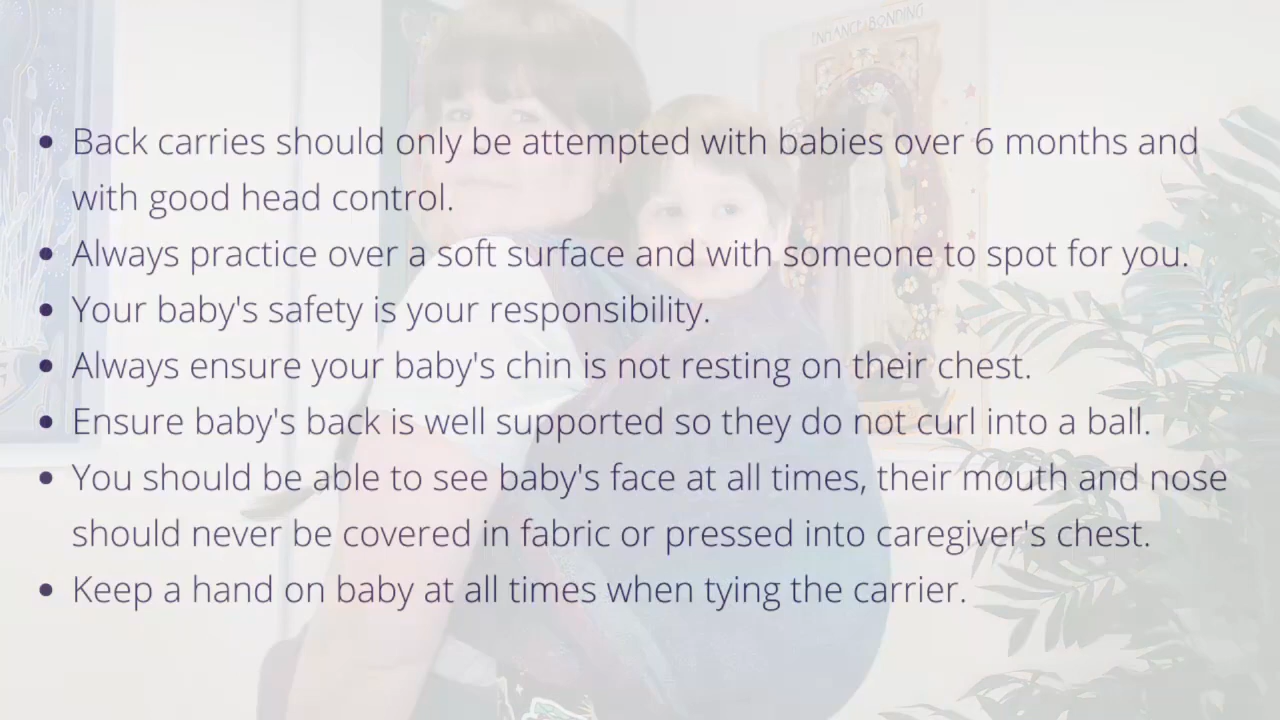 ENHANCE BONDING
• Back carries should only be attempted with babies over 6 months and
with good head control.
• Always practice over a soft surface and with someone to spot for you.
• Your baby's safety is your responsibility.
• Always ensure your baby's chin is not resting on their chest.
• Ensure baby's back is well supported so they do not curl into a ball.
• You should be able to see baby's face at all times, their mouth and nose
should never be covered in fabric or pressed into caregiver's chest.
• Keep a hand on baby at all times when tying the carrier.